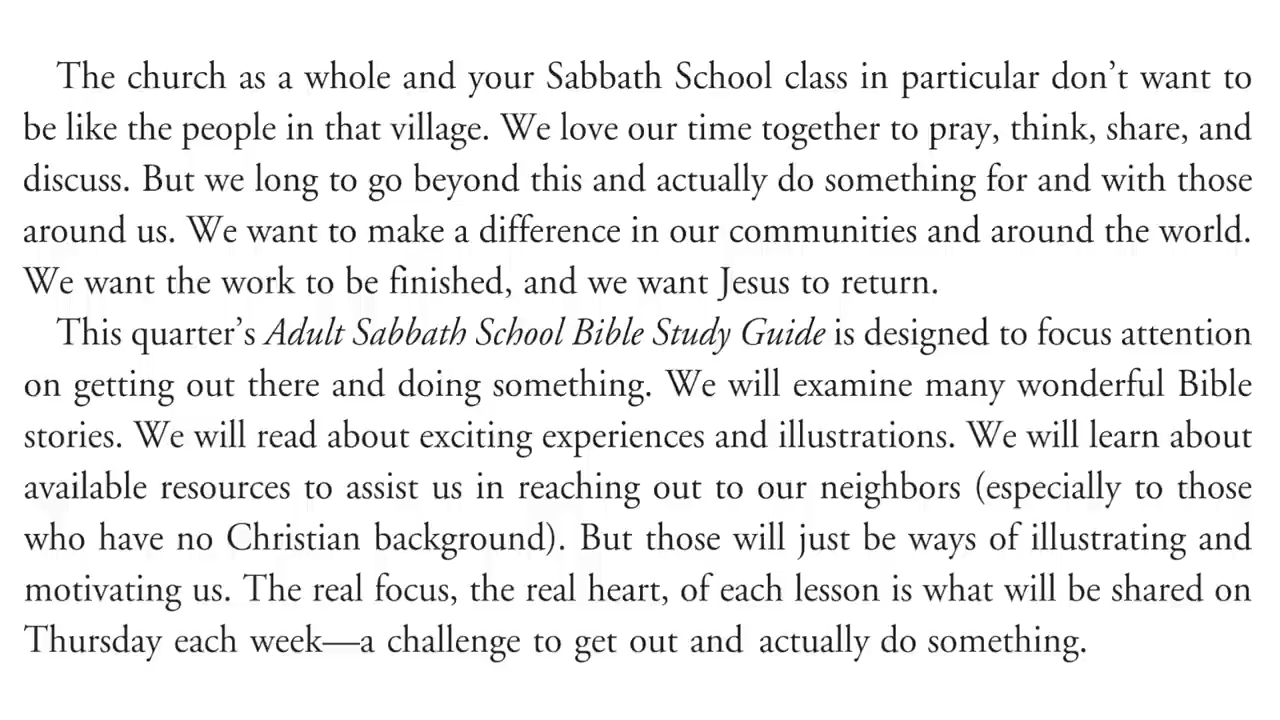 The church as a whole and your Sabbath School class in particular don’t want to
be like the people in that village. We love our time together to pray, think, share, and
discuss. But we long to go beyond this and actually do something for and with those
around us. We want to make a difference in our communities and around the world.
We want the work to be finished, and we want Jesus to return.
This quarter’s Adult Sabbath School Bible Study Guide is designed to focus attention
on getting out there and doing something. We will examine many wonderful Bible
stories. We will read about exciting experiences and illustrations. We will learn about
available resources to assist us in reaching out to our neighbors (especially to those
who have no Christian background). But those will just be ways of illustrating and
motivating us. The real focus, the real heart, of each lesson is what will be shared on
Thursday each week—a challenge to get out and actually do something.